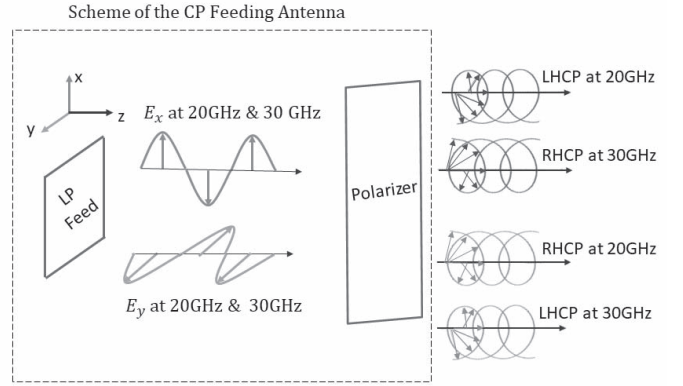 Scheme of the CP Feeding Antenna
x
z
y
Eₓ at 20GHz & 30 GHz
LP
Feed
E_y at 20GHz & 30GHz
Polarizer
LHCP at 20GHz
RHCP at 30GHz
RHCP at 20GHz
LHCP at 30GHz